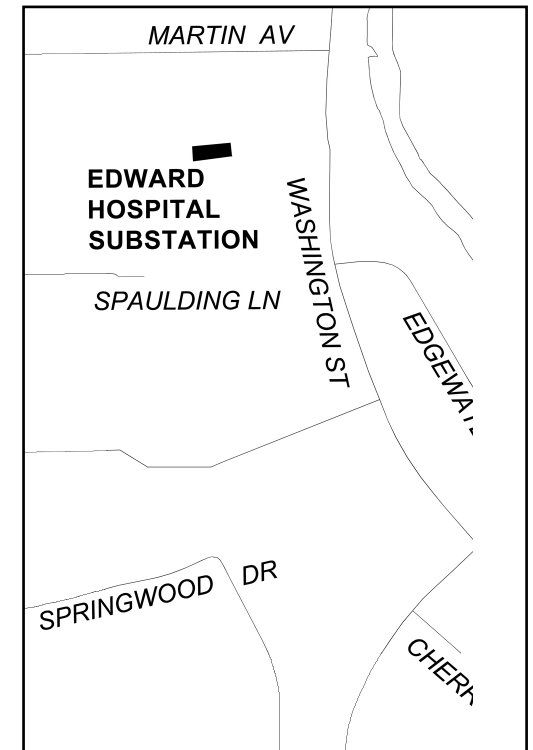 MARTIN AV
EDWARD
HOSPITAL
SUBSTATION
WASHINGTON ST
SPAULDING LN
SPRINGWOOD DR